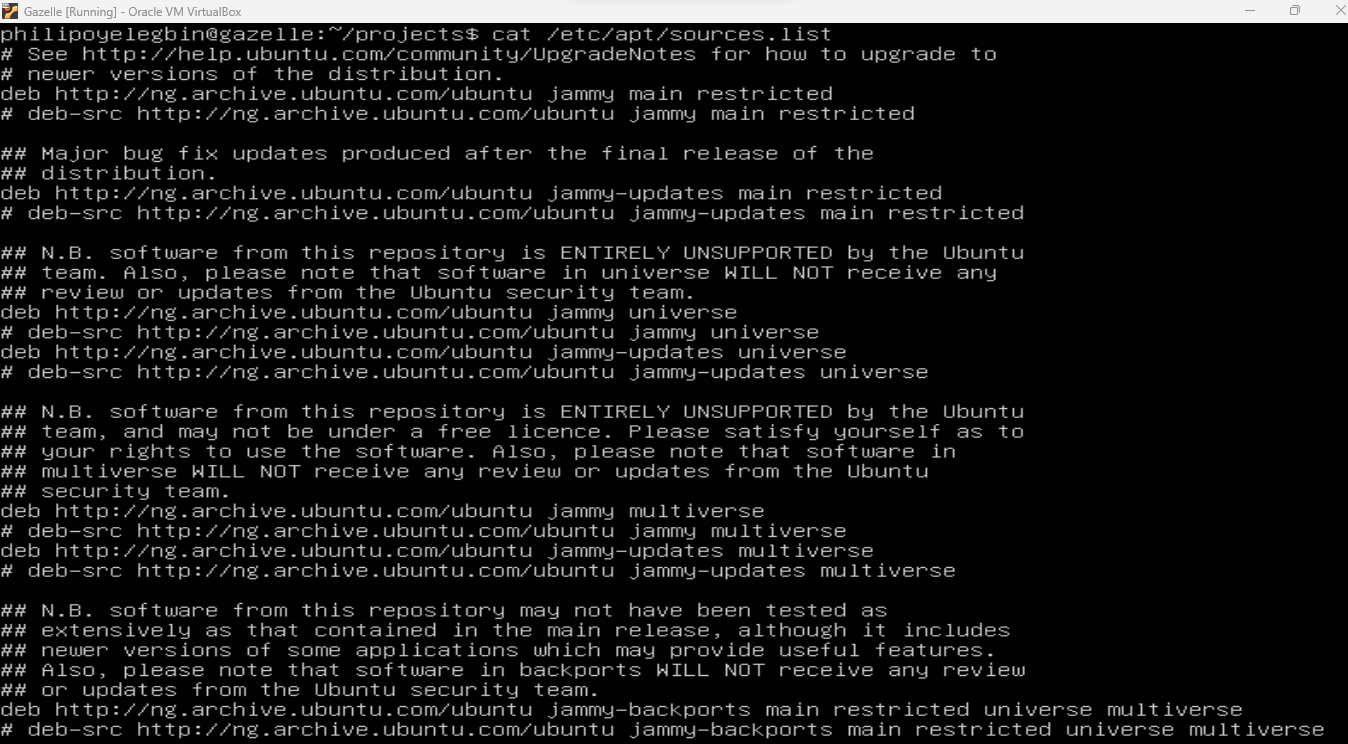 Gazelle [Running] - Oracle VM VirtualBox
philipoyelegbin@gazelle:~/projects$ cat /etc/apt/sources.list
# See http://help.ubuntu.com/community/UpgradeNotes for how to upgrade to
# newer versions of the distribution.
deb http://ng.archive.ubuntu.com/ubuntu jammy main restricted
# deb-src http://ng.archive.ubuntu.com/ubuntu jammy main restricted

## Major bug fix updates produced after the final release of the
## distribution.
deb http://ng.archive.ubuntu.com/ubuntu jammy-updates main restricted
# deb-src http://ng.archive.ubuntu.com/ubuntu jammy-updates main restricted

## N.B. software from this repository is ENTIRELY UNSUPPORTED by the Ubuntu
## team. Also, please note that software in universe WILL NOT receive any
## review or updates from the Ubuntu security team.
deb http://ng.archive.ubuntu.com/ubuntu jammy universe
# deb-src http://ng.archive.ubuntu.com/ubuntu jammy universe
deb http://ng.archive.ubuntu.com/ubuntu jammy-updates universe
# deb-src http://ng.archive.ubuntu.com/ubuntu jammy-updates universe

## N.B. software from this repository is ENTIRELY UNSUPPORTED by the Ubuntu
## team, and may not be under a free licence. Please satisfy yourself as to
## your rights to use the software. Also, please note that software in
## multiverse WILL NOT receive any review or updates from the Ubuntu
## security team.
deb http://ng.archive.ubuntu.com/ubuntu jammy multiverse
# deb-src http://ng.archive.ubuntu.com/ubuntu jammy multiverse
deb http://ng.archive.ubuntu.com/ubuntu jammy-updates multiverse
# deb-src http://ng.archive.ubuntu.com/ubuntu jammy-updates multiverse

## N.B. software from this repository may not have been tested as
## extensively as that contained in the main release, although it includes
## newer versions of some applications which may provide useful features.
## Also, please note that software in backports WILL NOT receive any review
## or updates from the Ubuntu security team.
deb http://ng.archive.ubuntu.com/ubuntu jammy-backports main restricted universe multiverse
# deb-src http://ng.archive.ubuntu.com/ubuntu jammy-backports main restricted universe multiverse